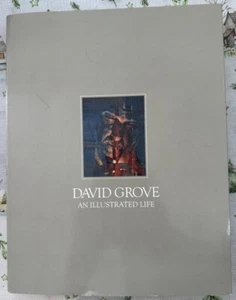 DAVID GROVE
AN ILLUSTRATED LIFE